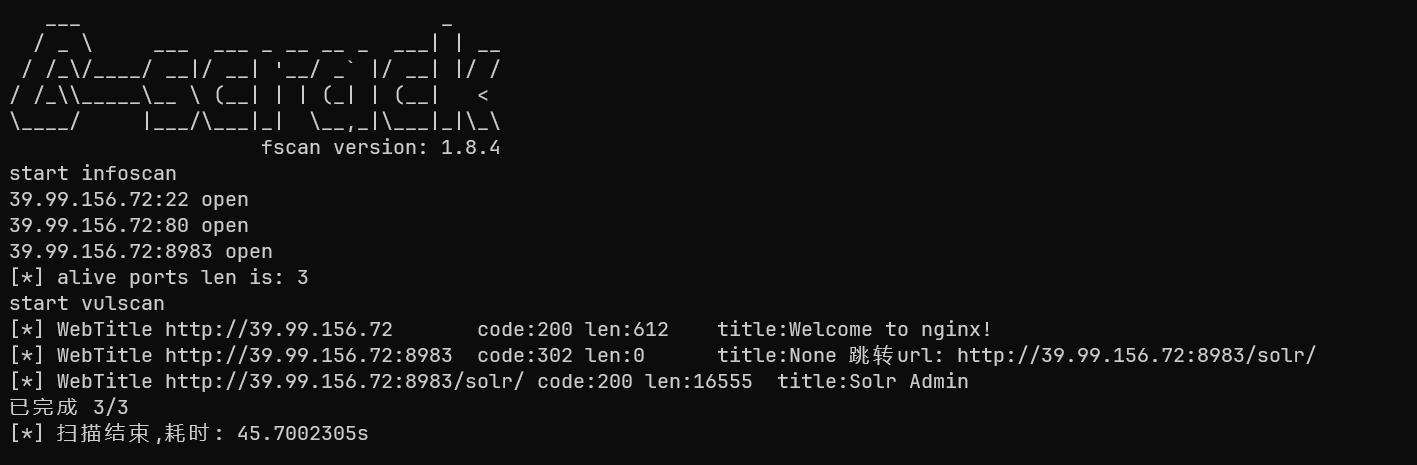 ___                              _
  / _ \     ___  ___ _ __ __ _  ___| | __
 / /_\/____/ __|/ __| '__/ _` |/ __| |/ /
/ /_\\_____\__ \ (__| | | (_| | (__|   <
\____/     |___/\___|_|  \__,_|\___|_|\_\
                     fscan version: 1.8.4
start infoscan
39.99.156.72:22 open
39.99.156.72:80 open
39.99.156.72:8983 open
[*] alive ports len is: 3
start vulscan
[*] WebTitle http://39.99.156.72       code:200 len:612    title:Welcome to nginx!
[*] WebTitle http://39.99.156.72:8983  code:302 len:0      title:None 跳转url: http://39.99.156.72:8983/solr/
[*] WebTitle http://39.99.156.72:8983/solr/ code:200 len:16555  title:Solr Admin
已完成 3/3
[*] 扫描结束,耗时: 45.7002305s